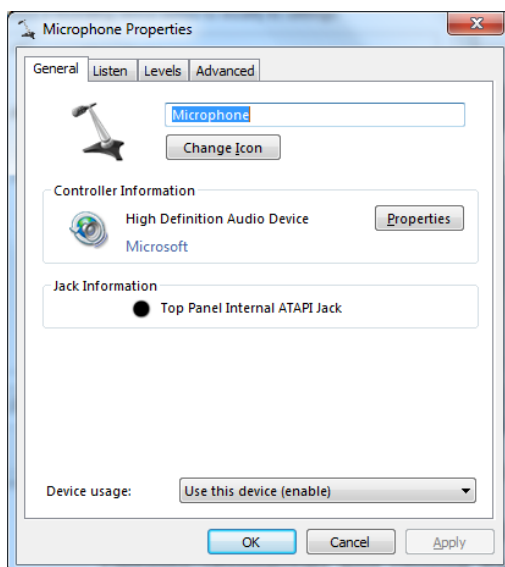 Microphone Properties
General Listen Levels Advanced
Microphone
Change Icon
Controller Information
High Definition Audio Device Properties
Microsoft
Jack Information
Top Panel Internal ATAPI Jack
Device usage: Use this device (enable)
OK Cancel Apply